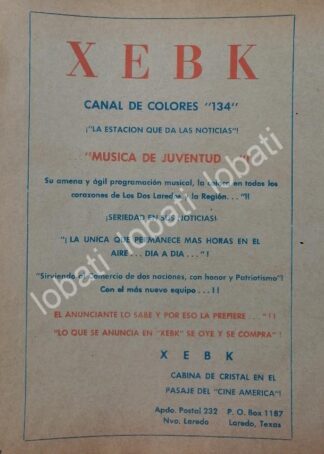 XEBK
CANAL DE COLORES "134"
¡"LA ESTACION QUE DA LAS NOTICIAS"!
"MUSICA DE JUVENTUD ..."!
Su amena y ágil programación musical, la coloca en todos los
corazones de Los Dos Laredos y la Región. . ."!!
¡SERIEDAD EN SUS NOTICIAS!
"¡ LA UNICA QUE PERMANECE MAS HORAS EN EL
AIRE . . . DIA A DIA . . . "!
"Sirviendo al Comercio de dos naciones, con honor y Patriotismo"!
Con el más nuevo equipo . . . ! !
EL ANUNCIANTE LO SABE Y POR ESO LA PREFIERE . . . "! !
"LO QUE SE ANUNCIA EN "XEBK" SE OYE Y SE COMPRA" !
X E B K
CABINA DE CRISTAL EN EL
PASAJE DEL "CINE AMERICA"!
Apdo. Postal 232 P. O. Box 1187
Nvo. Laredo Laredo, Texas
lobati lobati lobati